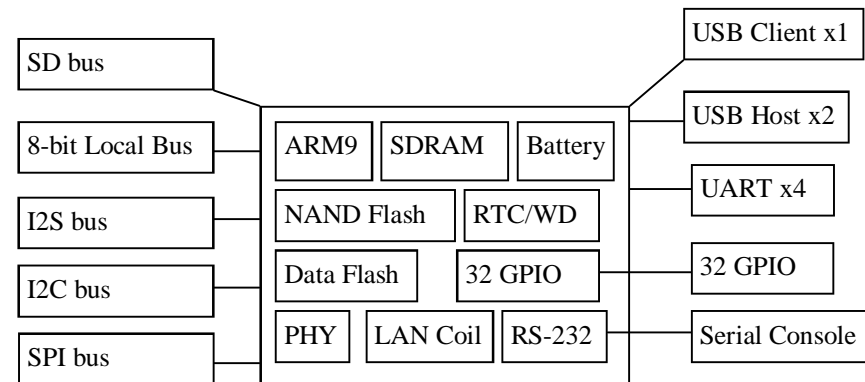 SD bus
8-bit Local Bus
I2S bus
I2C bus
SPI bus
ARM9
SDRAM
Battery
NAND Flash
RTC/WD
Data Flash
32 GPIO
PHY
LAN Coil
RS-232
USB Client x1
USB Host x2
UART x4
32 GPIO
Serial Console